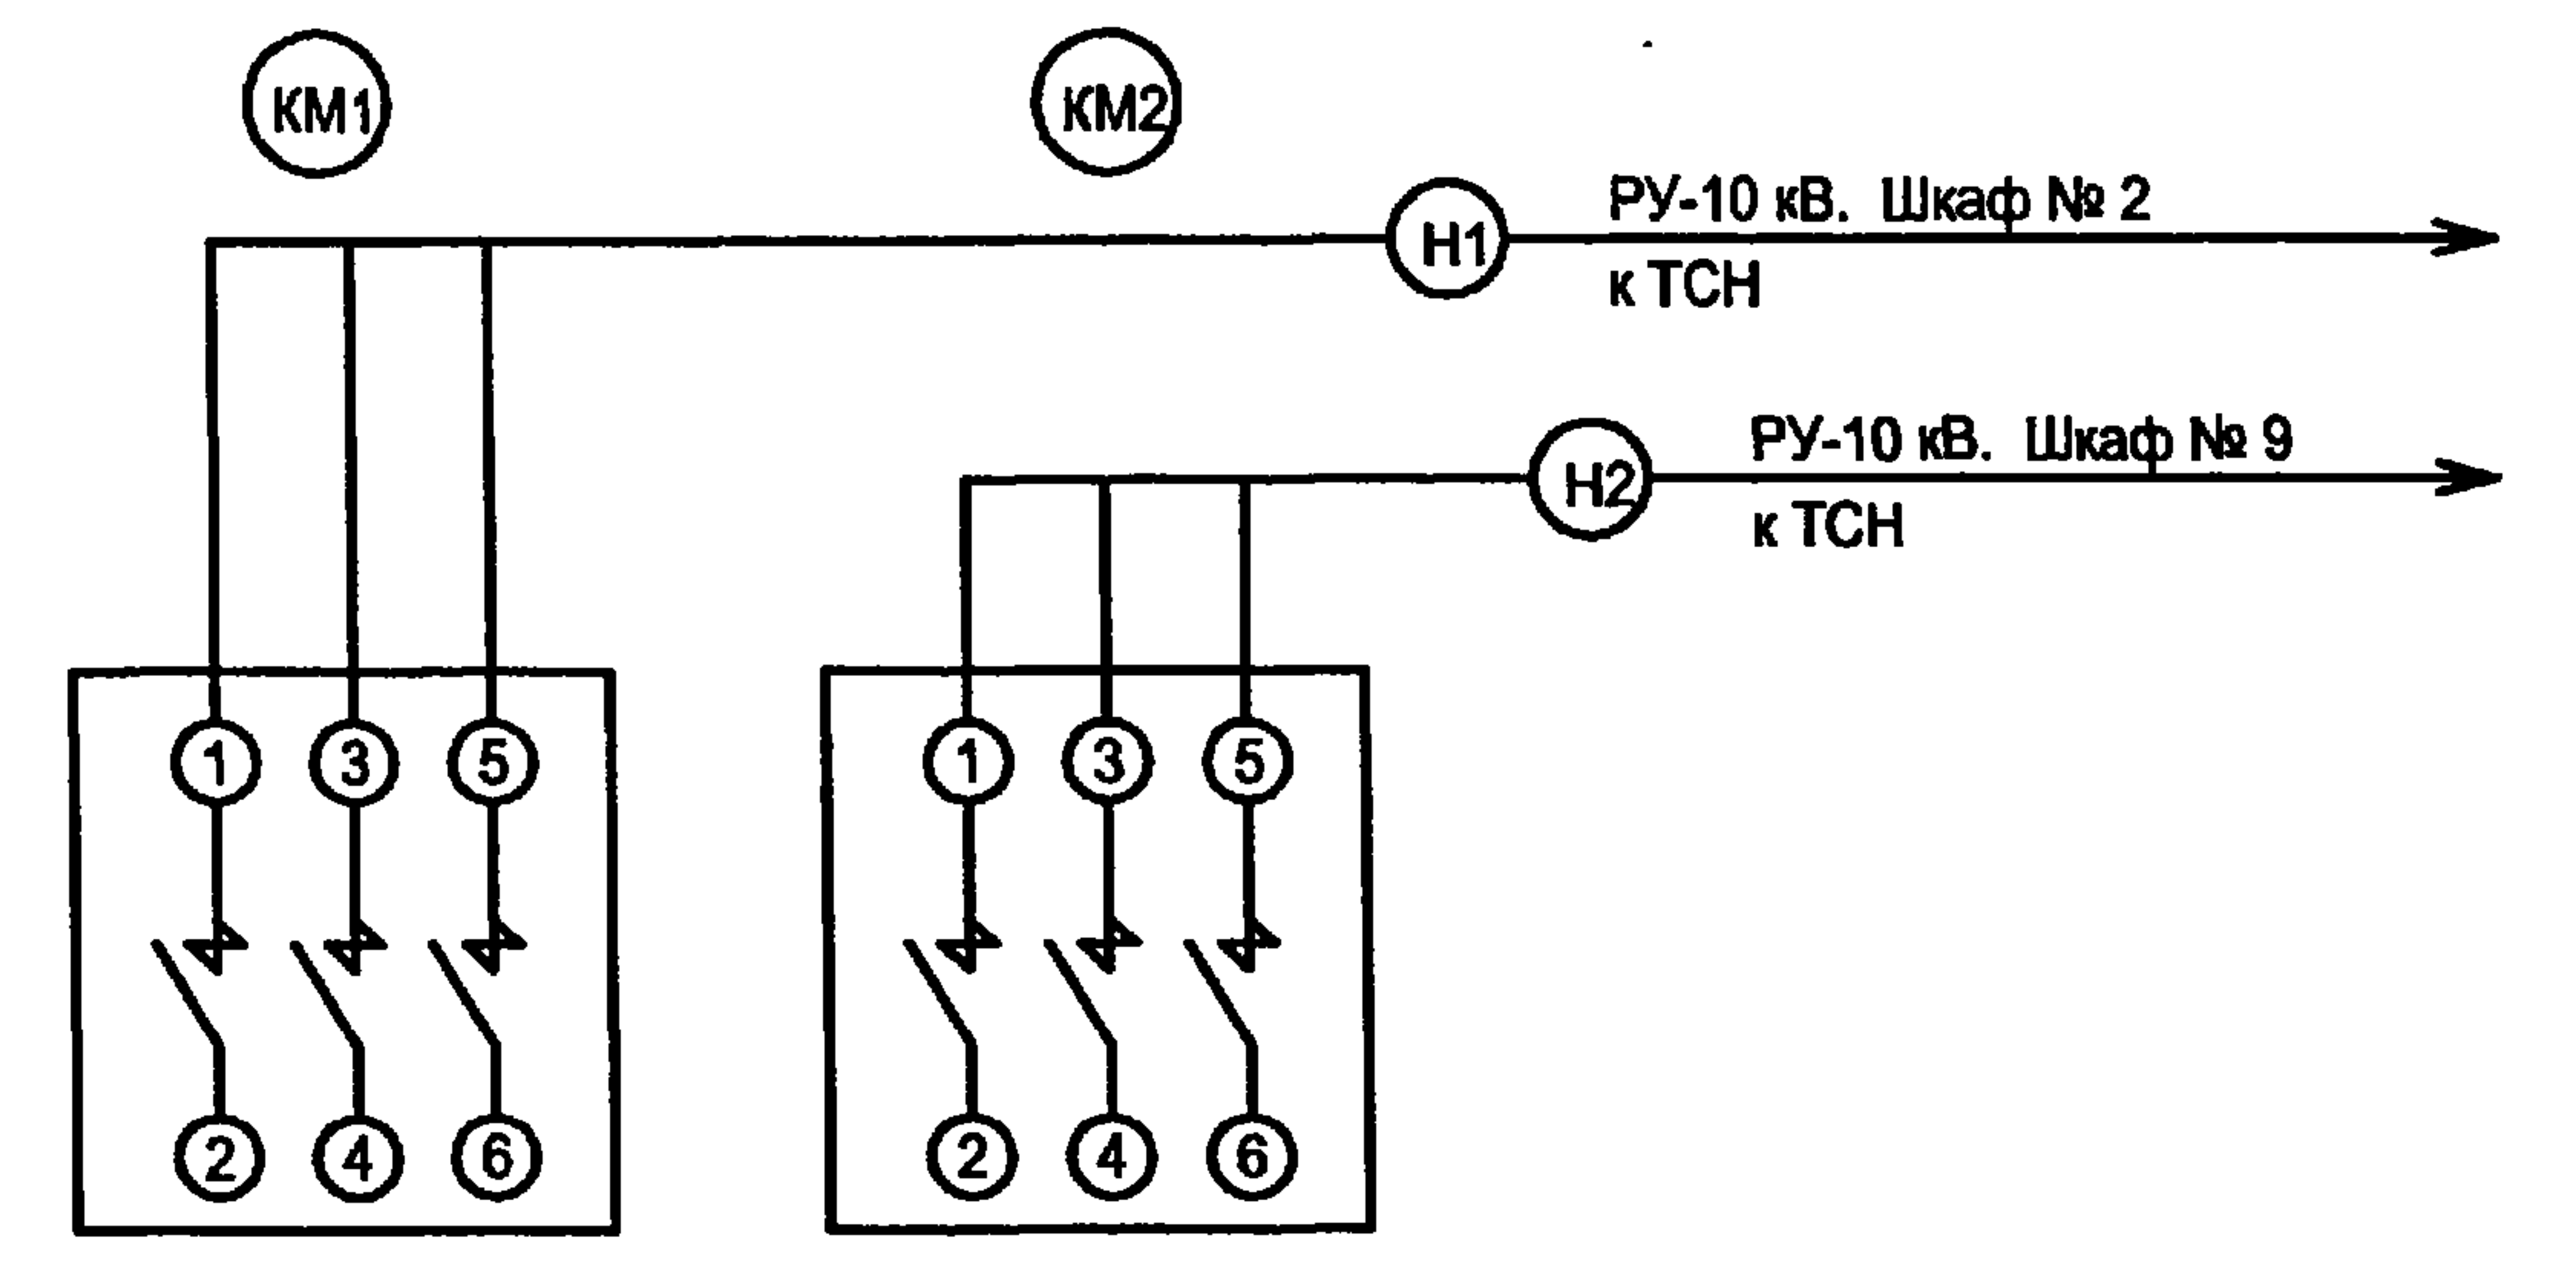 КМ1
КМ2
Н1
РУ-10 кВ. Шкаф № 2
к ТСН
Н2
РУ-10 кВ. Шкаф № 9
к ТСН
1 3 5
1 3 5
2 4 6
2 4 6